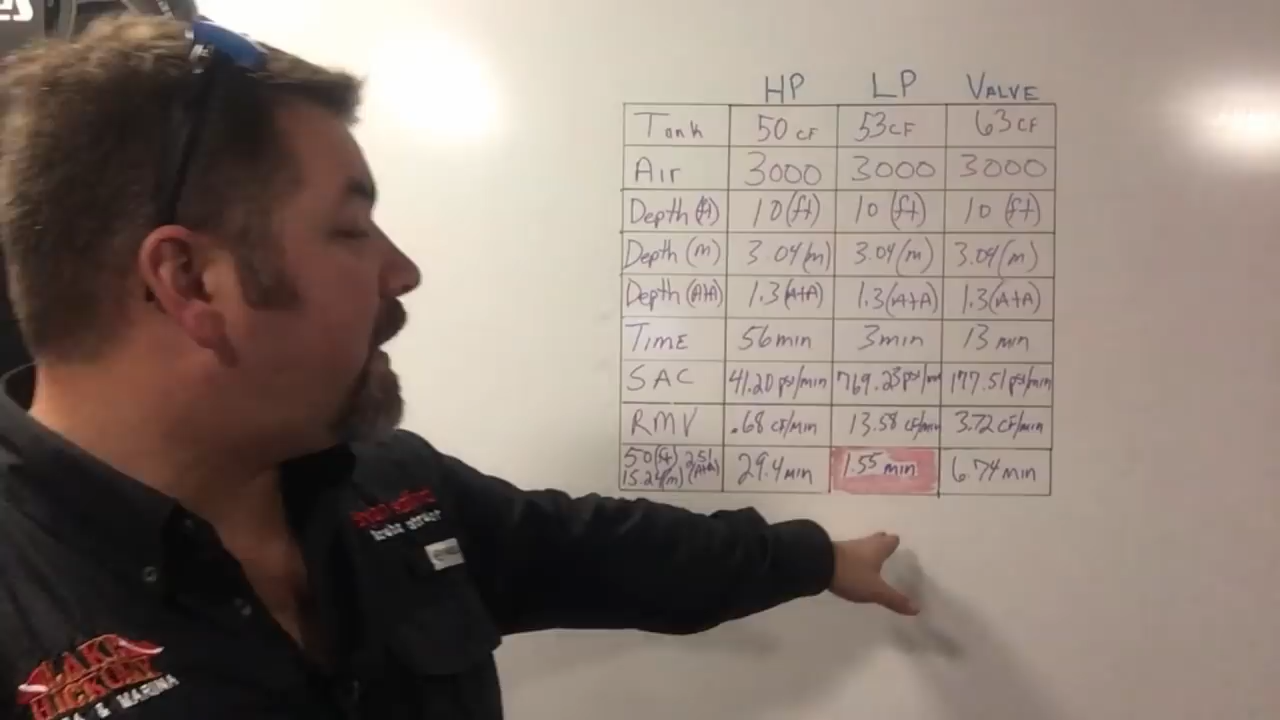 HP LP VALVE
Tank 50 CF 53 CF 63 CF
Air 3000 3000 3000
Depth (ft) 10 (ft) 10 (ft) 10 (ft)
Depth (m) 3.04 (m) 3.04 (m) 3.04 (m)
Depth (AtA) 1.3 (AtA) 1.3 (AtA) 1.3 (AtA)
TIME 56 min 3 min 13 min
SAC 41.20 psi/min 769.23 psi/min 177.51 psi/min
RMV .68 CF/min 13.58 CF/min 3.72 CF/min
50 (ft) 2.51 29.4 min 1.55 min 6.74 min
15.24 (m) (AtA)
LAKE
HICKORY
& MARINA